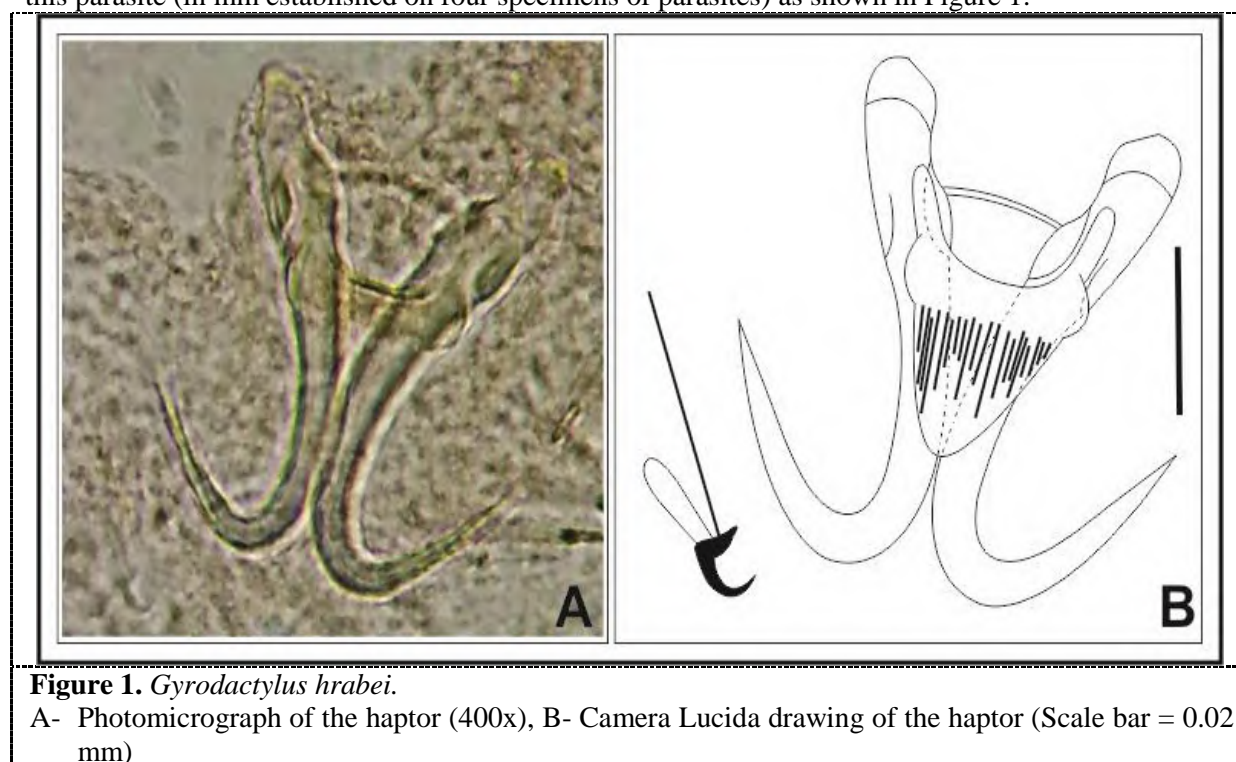 this parasite (in mm established on four specimens of parasites) as shown in Figure 1.
A
B
Figure 1. Gyrodactylus hrabei.
A- Photomicrograph of the haptor (400x), B- Camera Lucida drawing of the haptor (Scale bar = 0.02
mm)